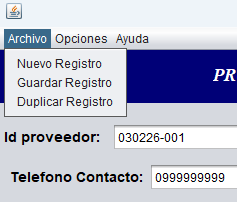 Archivo Opciones Ayuda
PR
Nuevo Registro
Guardar Registro
Duplicar Registro
Id proveedor: 030226-001
Telefono Contacto: 0999999999